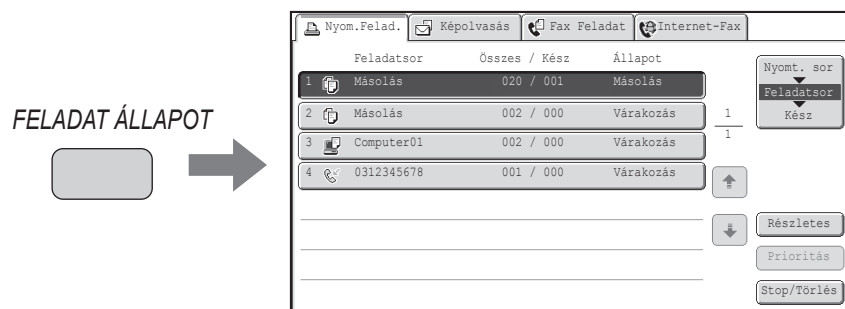 FELADAT ÁLLAPOT
Nyom.Felad. Képolvasás Fax Feladat Internet-Fax
Feladatsor Összes / Kész Állapot
1 Másolás 020 / 001 Másolás
2 Másolás 002 / 000 Várakozás
3 Computer01 002 / 000 Várakozás
4 0312345678 001 / 000 Várakozás
1
1
Nyomt. sor
Feladatsor
Kész
Részletes
Prioritás
Stop/Törlés